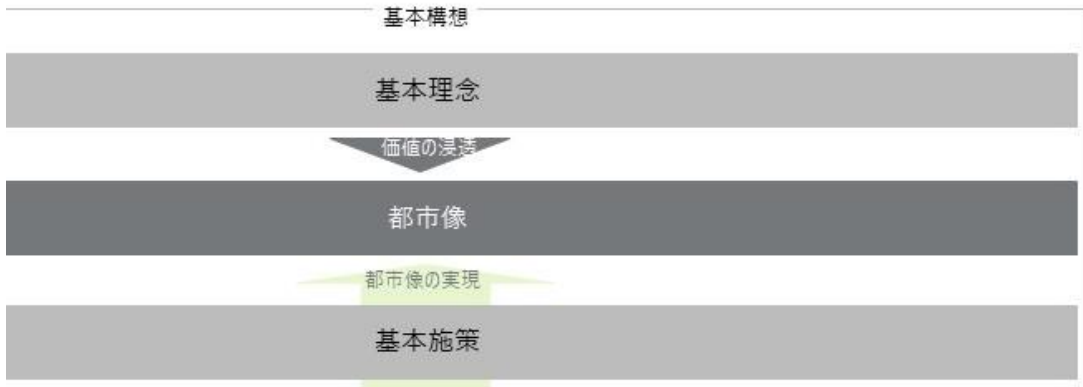 基本構想
基本理念
価値の浸透
都市像
都市像の実現
基本施策